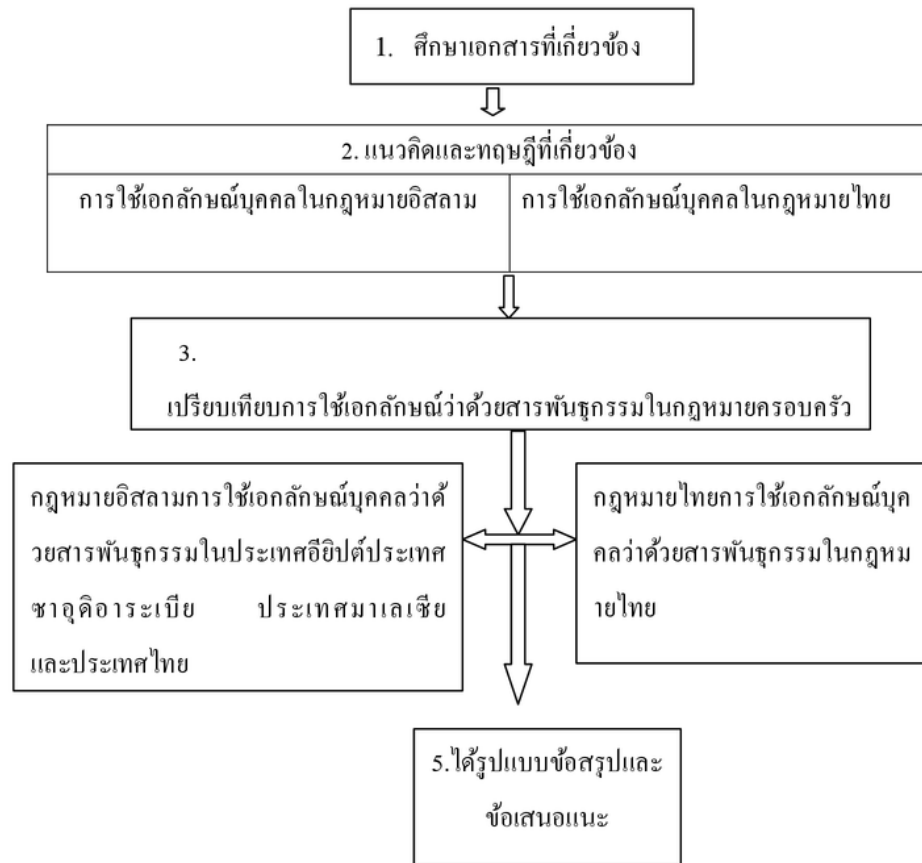 1. ศึกษาเอกสารที่เกี่ยวข้อง
2. แนวคิดและทฤษฎีที่เกี่ยวข้อง
การใช้เอกลักษณ์บุคคลในกฎหมายอิสลาม
การใช้เอกลักษณ์บุคคลในกฎหมายไทย
3.
เปรียบเทียบการใช้เอกลักษณ์ว่าด้วยสารพันธุกรรมในกฎหมายครอบครัว
กฎหมายอิสลามการใช้เอกลักษณ์บุคคลว่าด้
วยสารพันธุกรรมในประเทศอียิปต์ประเทศ
ซาอุดิอาระเบีย ประเทศมาเลเซีย
และประเทศไทย
กฎหมายไทยการใช้เอกลักษณ์บุค
คลว่าด้วยสารพันธุกรรมในกฎหม
ายไทย
5.ได้รูปแบบข้อสรุปและ
ข้อเสนอแนะ